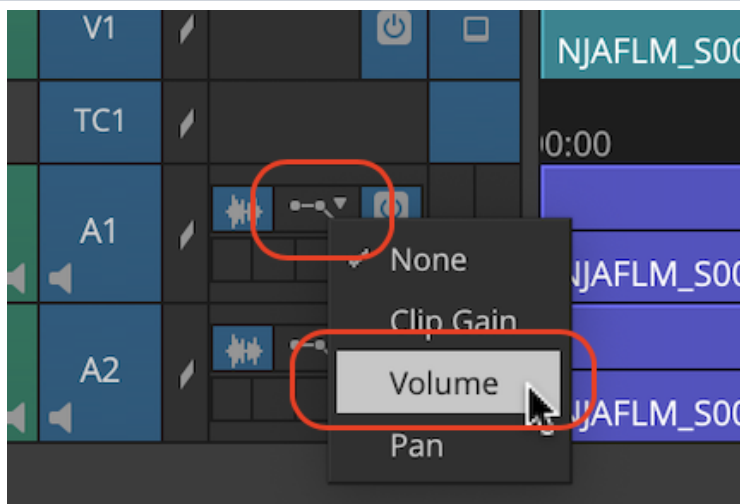 V1
NJAFLM_S00
TC1
00:00
A1
None
NJAFLM_S00
Clip Gain
A2
Volume
NJAFLM_S00
Pan